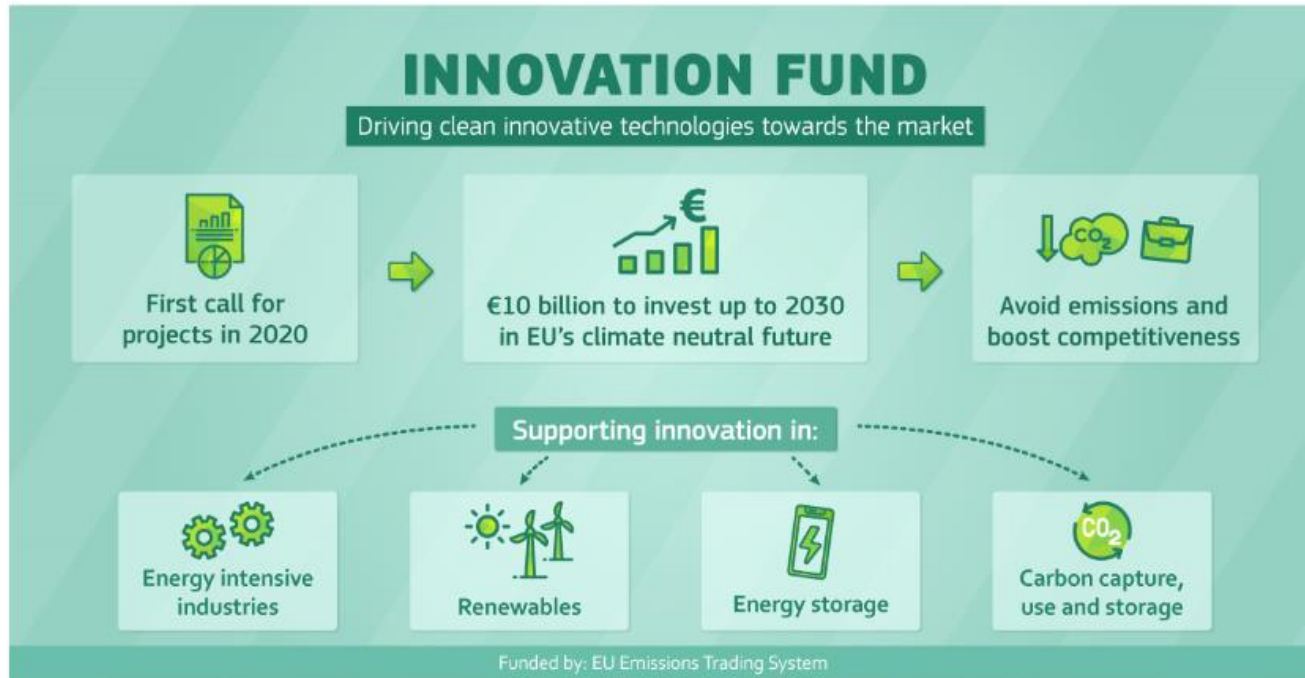 INNOVATION FUND
Driving clean innovative technologies towards the market
First call for
projects in 2020
€
€10 billion to invest up to 2030
in EU's climate neutral future
CO2
Avoid emissions and
boost competitiveness
Supporting innovation in:
Energy intensive
industries
Renewables
Energy storage
CO2
Carbon capture,
use and storage
Funded by: EU Emissions Trading System